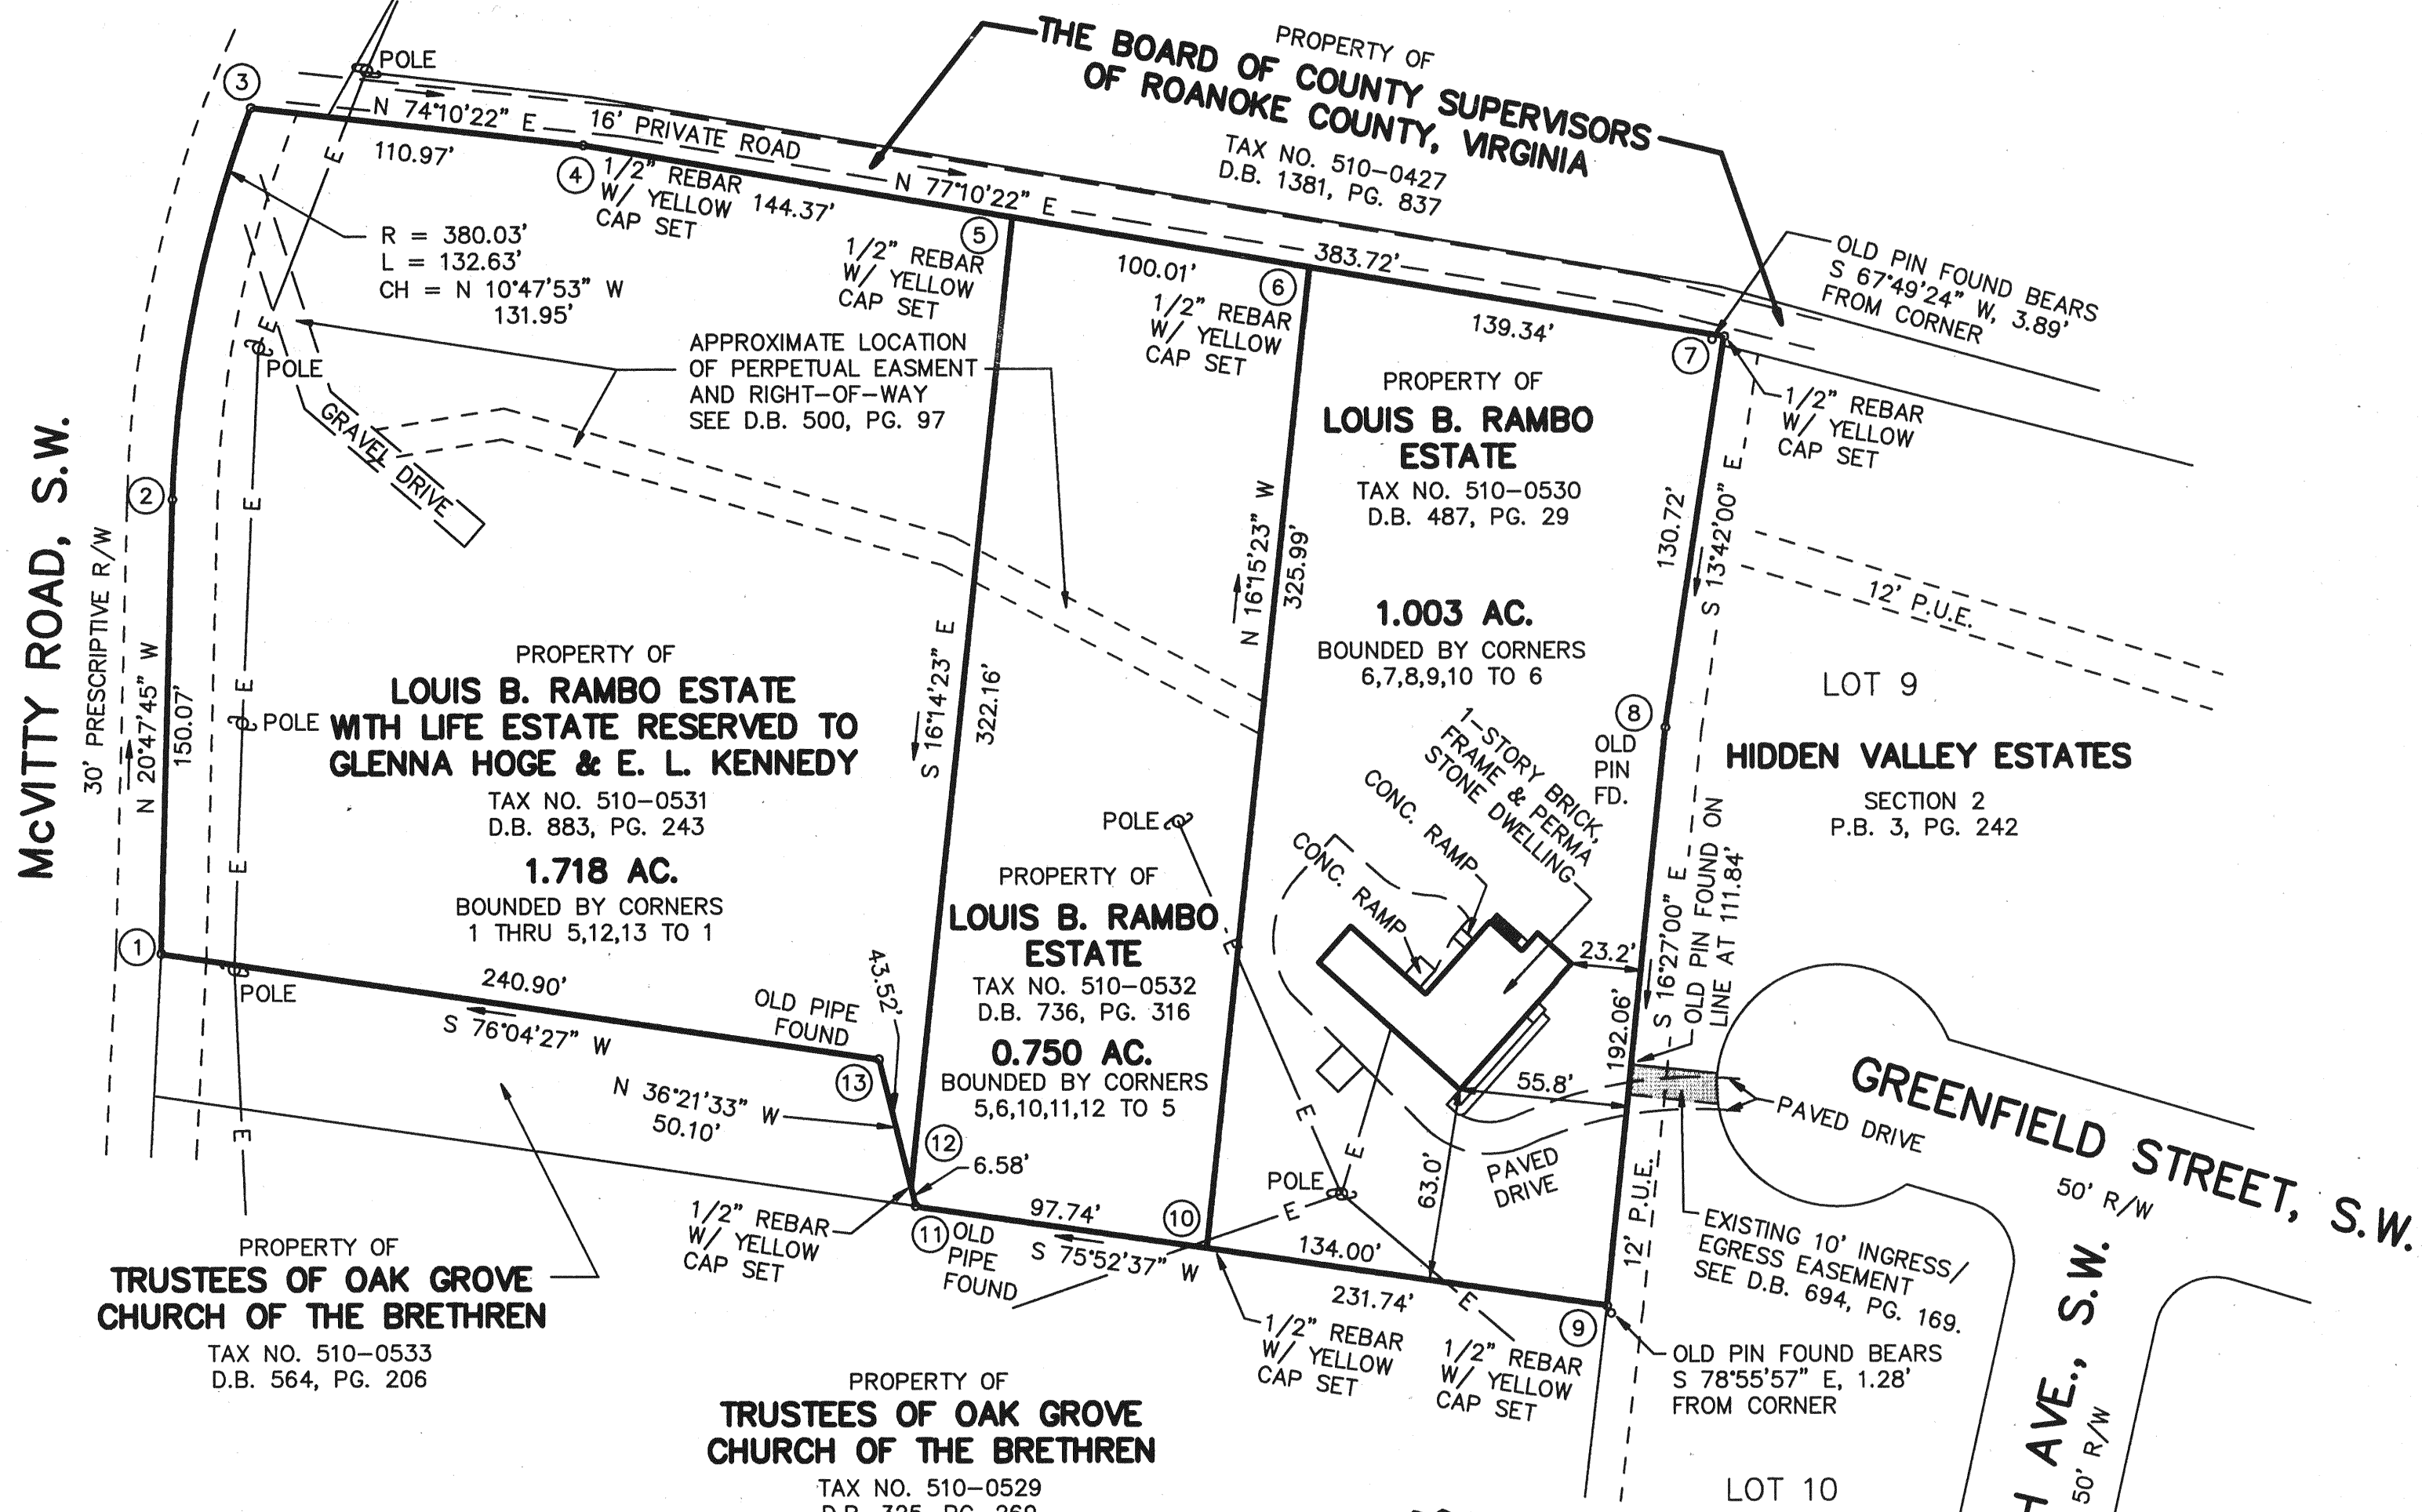 PROPERTY OF
THE BOARD OF COUNTY SUPERVISORS
OF ROANOKE COUNTY, VIRGINIA
TAX NO. 510-0427
D.B. 1381, PG. 837
POLE
3
N 74°10'22" E
110.97'
16' PRIVATE ROAD
4
1/2" REBAR
W/ YELLOW
CAP SET
144.37'
N 77°10'22" E
5
1/2" REBAR
W/ YELLOW
CAP SET
100.01'
6
1/2" REBAR
W/ YELLOW
CAP SET
383.72'
139.34'
7
OLD PIN FOUND BEARS
S 67°49'24" W, 3.89'
FROM CORNER
1/2" REBAR
W/ YELLOW
CAP SET
E
R = 380.03'
L = 132.63'
CH = N 10°47'53" W
131.95'
E
POLE
GRAVEL DRIVE
APPROXIMATE LOCATION
OF PERPETUAL EASMENT
AND RIGHT-OF-WAY
SEE D.B. 500, PG. 97
McVITTY ROAD, S.W.
30' PRESCRIPTIVE R/W
2
N 20°47'45" W
150.07'
E
E
POLE
E
1
POLE
E
PROPERTY OF
LOUIS B. RAMBO ESTATE
WITH LIFE ESTATE RESERVED TO
GLENNA HOGE & E. L. KENNEDY
TAX NO. 510-0531
D.B. 883, PG. 243
1.718 AC.
BOUNDED BY CORNERS
1 THRU 5,12,13 TO 1
S 16°14'23" E
322.16'
N 16°15'23" W
325.99'
PROPERTY OF
LOUIS B. RAMBO
ESTATE
TAX NO. 510-0530
D.B. 487, PG. 29
1.003 AC.
BOUNDED BY CORNERS
6,7,8,9,10 TO 6
130.72'
S 13°42'00" E
12' P.U.E.
LOT 9
HIDDEN VALLEY ESTATES
SECTION 2
P.B. 3, PG. 242
8
OLD
PIN
FD.
1-STORY BRICK,
FRAME & PERMA
STONE DWELLING
CONC. RAMP
CONC. RAMP
POLE
E
23.2'
192.06'
S 16°27'00" E
OLD PIN FOUND ON
LINE AT 111.84'
PROPERTY OF
LOUIS B. RAMBO
ESTATE
TAX NO. 510-0532
D.B. 736, PG. 316
0.750 AC.
BOUNDED BY CORNERS
5,6,10,11,12 TO 5
240.90'
S 76°04'27" W
OLD PIPE
FOUND
43.52'
13
N 36°21'33" W
50.10'
12
6.58'
1/2" REBAR
W/ YELLOW
CAP SET
11
OLD
PIPE
FOUND
97.74'
S 75°52'37" W
10
134.00'
231.74'
E
E
POLE
E
E
63.0'
55.8'
PAVED
DRIVE
PAVED DRIVE
GREENFIELD STREET, S.W.
50' R/W
12' P.U.E.
EXISTING 10' INGRESS/
EGRESS EASEMENT
SEE D.B. 694, PG. 169.
9
OLD PIN FOUND BEARS
S 78°55'57" E, 1.28'
FROM CORNER
1/2" REBAR
W/ YELLOW
CAP SET
1/2" REBAR
W/ YELLOW
CAP SET
PROPERTY OF
TRUSTEES OF OAK GROVE
CHURCH OF THE BRETHREN
TAX NO. 510-0533
D.B. 564, PG. 206
PROPERTY OF
TRUSTEES OF OAK GROVE
CHURCH OF THE BRETHREN
TAX NO. 510-0529
D.B. 325, PG. 269
LOT 10
H AVE., S.W.
50' R/W